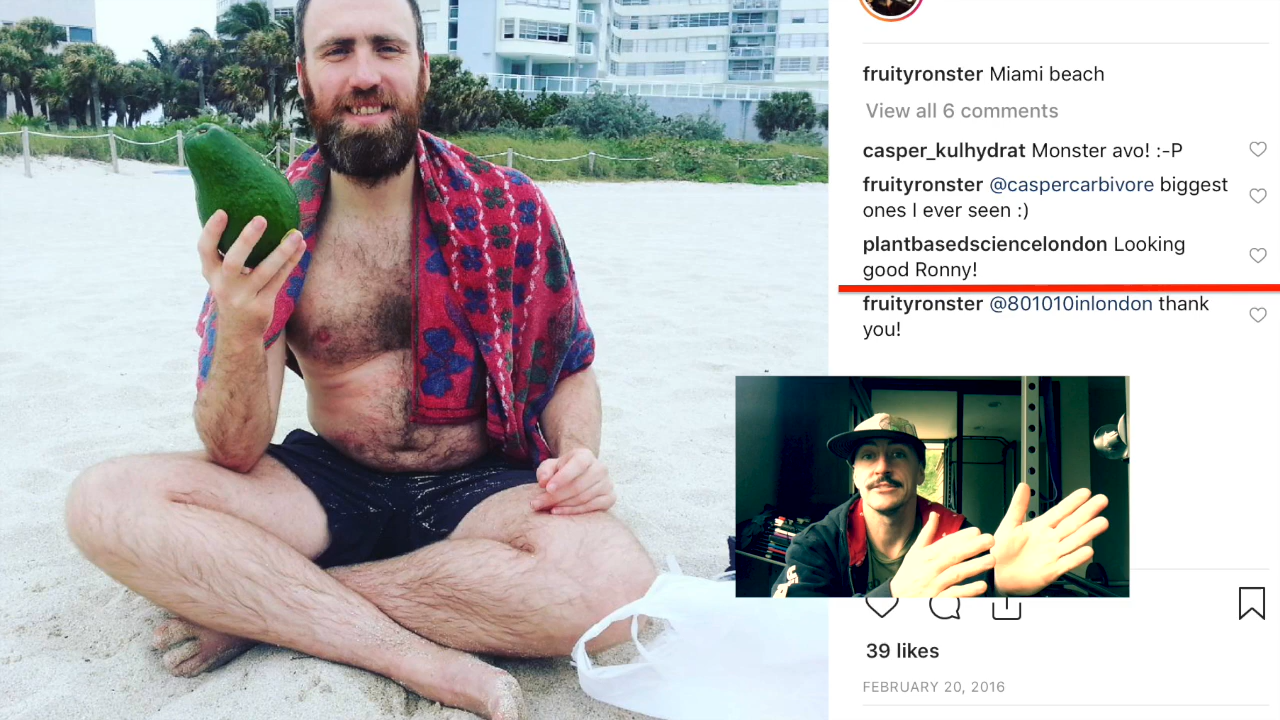 fruityronster Miami beach
View all 6 comments
casper_kulhydrat Monster avo! :-P
fruityronster @caspercarbivore biggest
ones I ever seen :)
plantbasedsciencelondon Looking
good Ronny!
fruityronster @801010inlondon thank
you!
39 likes
FEBRUARY 20, 2016